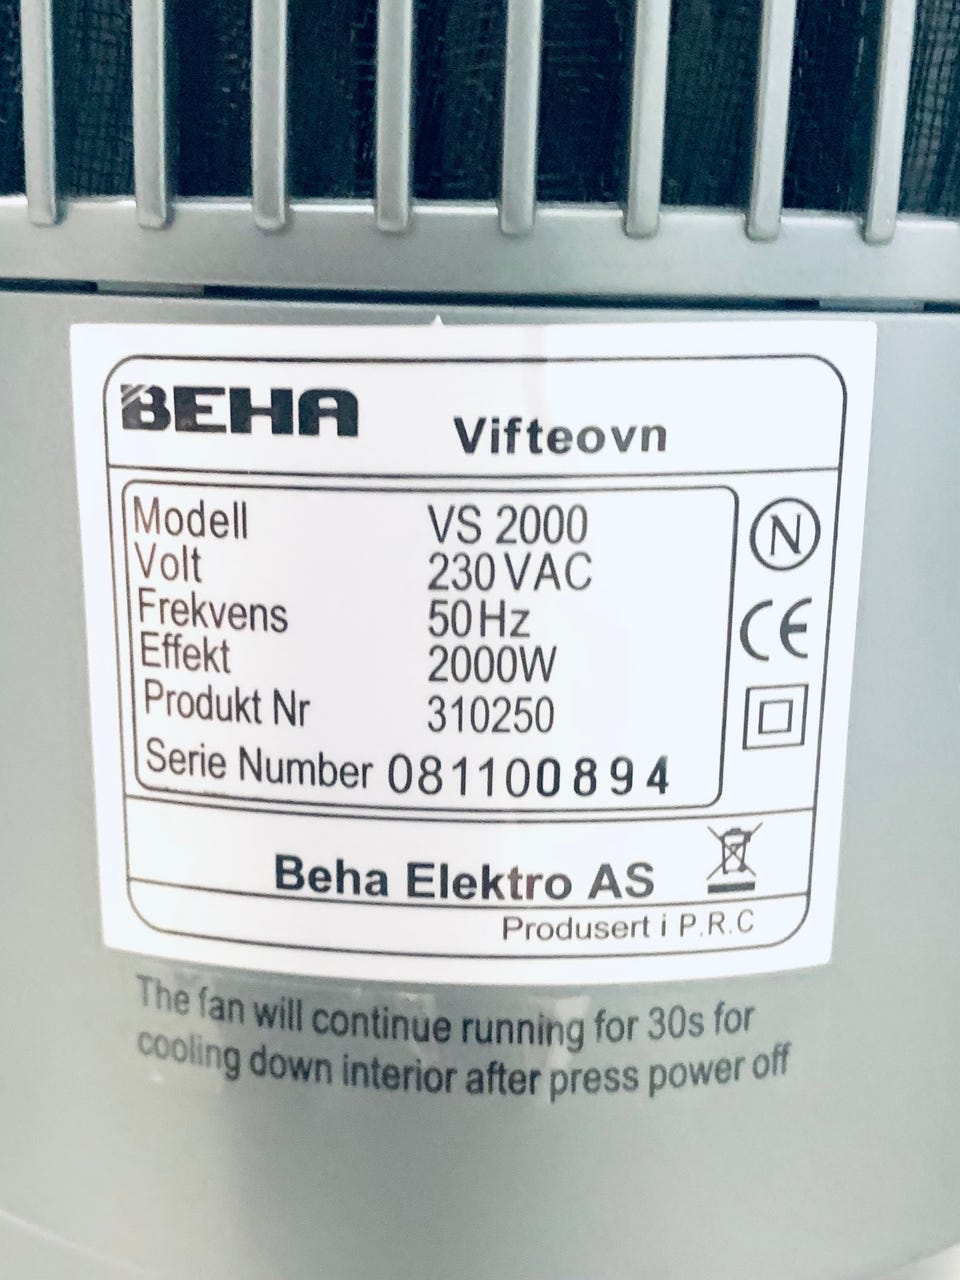 BEHA Vifteovn
Modell VS 2000
Volt 230 VAC
Frekvens 50 Hz
Effekt 2000W
Produkt Nr 310250
Serie Number 081100894
N
CE
Beha Elektro AS
Produsert i P.R.C
The fan will continue running for 30s for
cooling down interior after press power off